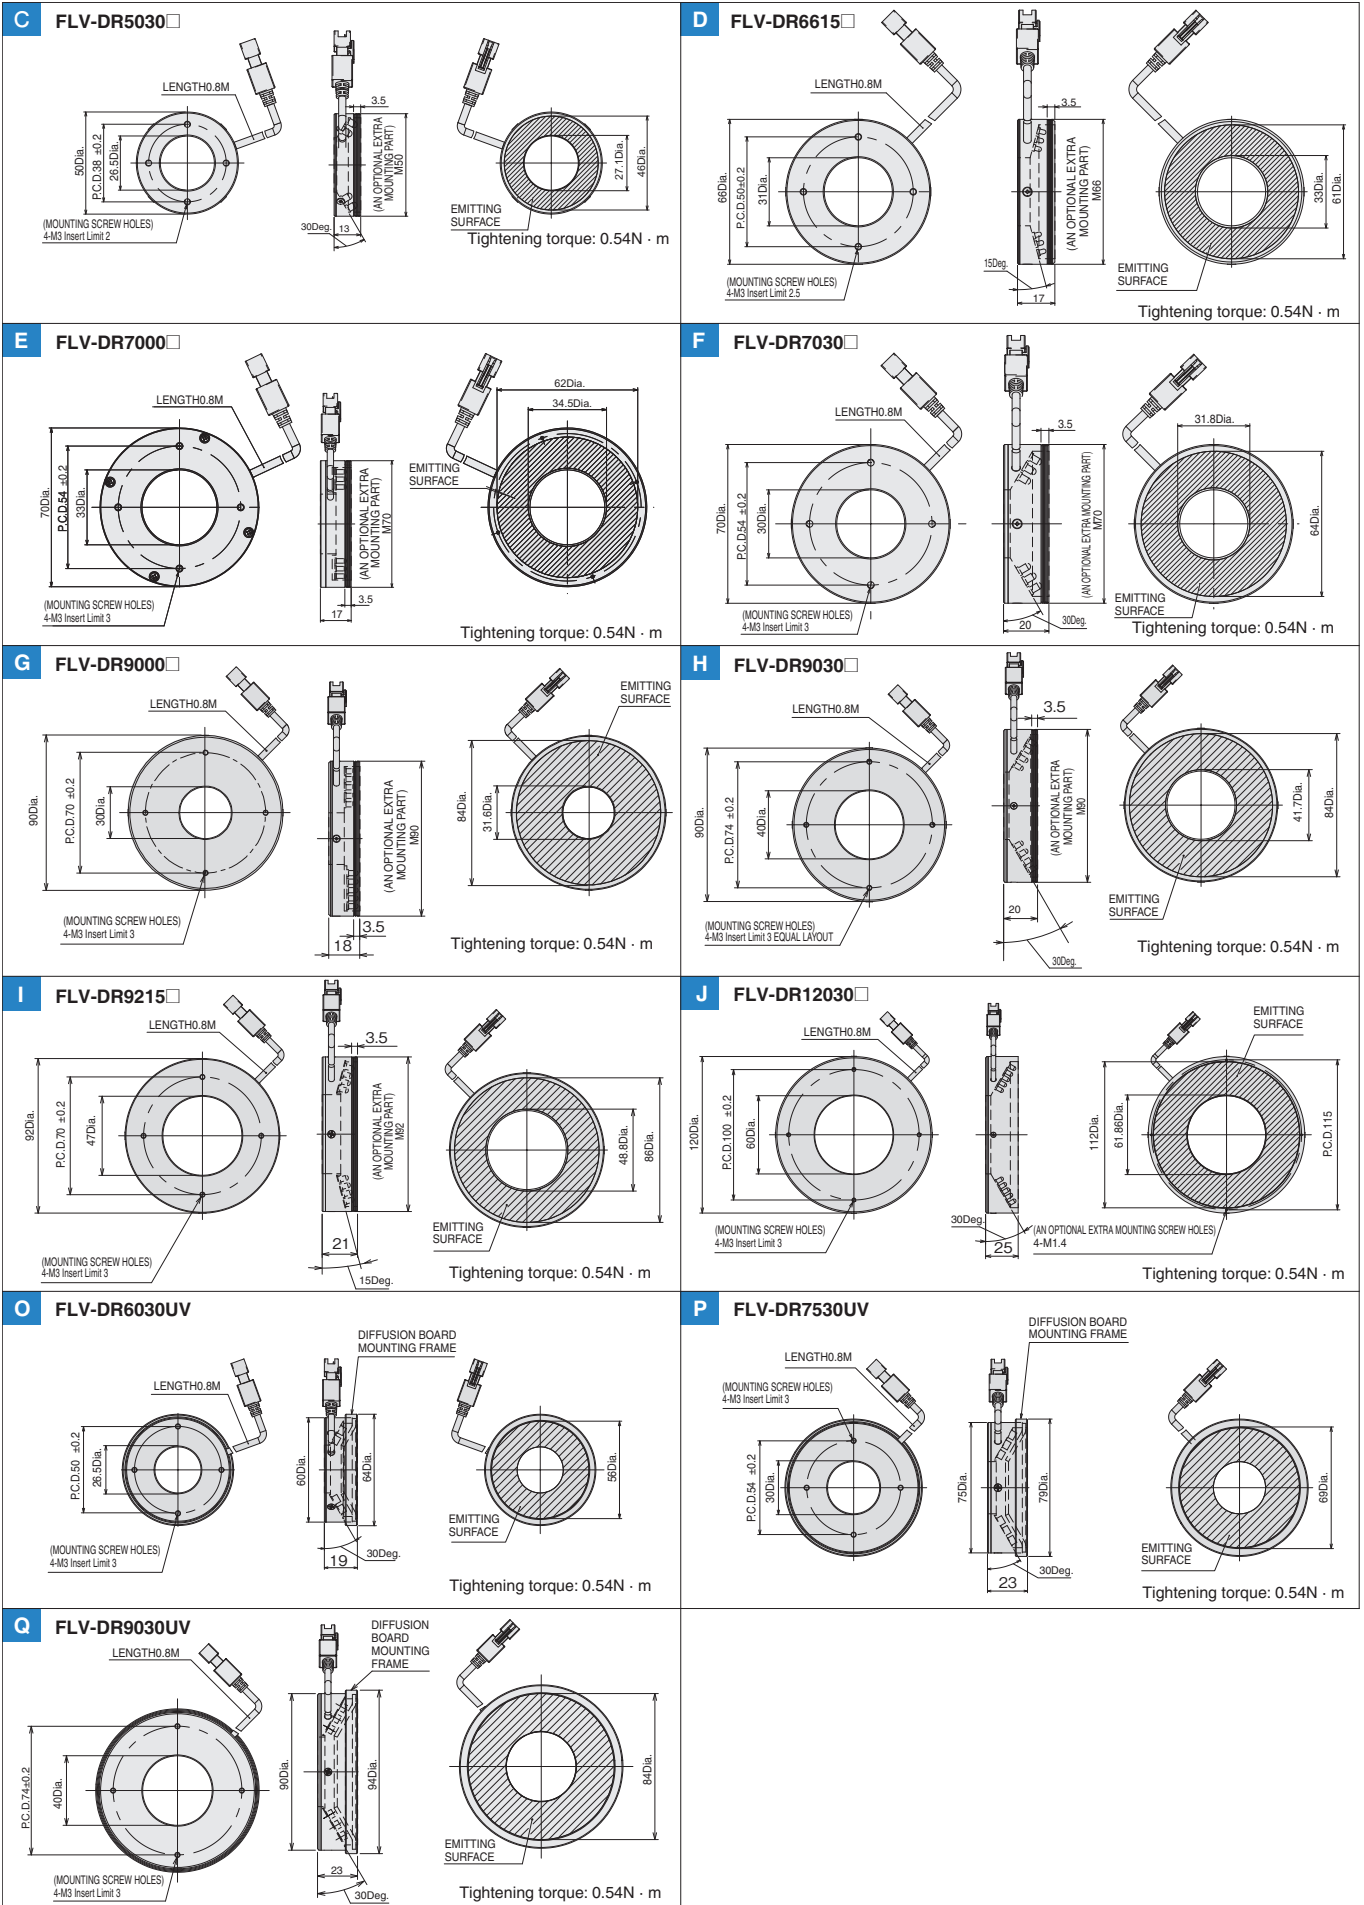 C FLV-DR5030□
LENGTH0.8M
3.5
50Dia.
P.C.D.38 ±0.2
26.5Dia.
(AN OPTIONAL EXTRA
MOUNTING PART)
M50
27.1Dia.
46Dia.
(MOUNTING SCREW HOLES)
4-M3 Insert Limit 2
30Deg.
13
EMITTING
SURFACE
Tightening torque: 0.54N · m
D FLV-DR6615□
LENGTH0.8M
3.5
66Dia.
P.C.D.50±0.2
31Dia.
(AN OPTIONAL EXTRA
MOUNTING PART)
M66
33Dia.
61Dia.
15Deg.
17
(MOUNTING SCREW HOLES)
4-M3 Insert Limit 2.5
EMITTING
SURFACE
Tightening torque: 0.54N · m
E FLV-DR7000□
LENGTH0.8M
62Dia.
34.5Dia.
70Dia.
P.C.D.54 ±0.2
33Dia.
(AN OPTIONAL EXTRA
MOUNTING PART)
M70
EMITTING
SURFACE
3.5
17
(MOUNTING SCREW HOLES)
4-M3 Insert Limit 3
Tightening torque: 0.54N · m
F FLV-DR7030□
LENGTH0.8M
3.5
31.8Dia.
70Dia.
P.C.D.54 ±0.2
30Dia.
(AN OPTIONAL EXTRA MOUNTING PART)
M70
64Dia.
(MOUNTING SCREW HOLES)
4-M3 Insert Limit 3
20
30Deg.
EMITTING
SURFACE
Tightening torque: 0.54N · m
G FLV-DR9000□
LENGTH0.8M
EMITTING
SURFACE
90Dia.
P.C.D.70 ±0.2
30Dia.
(AN OPTIONAL EXTRA
MOUNTING PART)
M90
84Dia.
31.6Dia.
(MOUNTING SCREW HOLES)
4-M3 Insert Limit 3
3.5
18
Tightening torque: 0.54N · m
H FLV-DR9030□
LENGTH0.8M
3.5
90Dia.
P.C.D.74 ±0.2
40Dia.
(AN OPTIONAL EXTRA
MOUNTING PART)
M90
41.7Dia.
84Dia.
20
30Deg.
(MOUNTING SCREW HOLES)
4-M3 Insert Limit 3 EQUAL LAYOUT
EMITTING
SURFACE
Tightening torque: 0.54N · m
I FLV-DR9215□
LENGTH0.8M
3.5
92Dia.
P.C.D.70 ±0.2
47Dia.
(AN OPTIONAL EXTRA
MOUNTING PART)
M92
48.8Dia.
86Dia.
EMITTING
SURFACE
21
15Deg.
(MOUNTING SCREW HOLES)
4-M3 Insert Limit 3
Tightening torque: 0.54N · m
J FLV-DR12030□
LENGTH0.8M
EMITTING
SURFACE
120Dia.
P.C.D.100 ±0.2
60Dia.
112Dia.
61.86Dia.
P.C.D.115
30Deg.
25
(MOUNTING SCREW HOLES)
4-M3 Insert Limit 3
(AN OPTIONAL EXTRA MOUNTING SCREW HOLES)
4-M1.4
Tightening torque: 0.54N · m
O FLV-DR6030UV
DIFFUSION BOARD
MOUNTING FRAME
LENGTH0.8M
P.C.D.50 ±0.2
26.5Dia.
60Dia.
64Dia.
56Dia.
EMITTING
SURFACE
(MOUNTING SCREW HOLES)
4-M3 Insert Limit 3
19
30Deg.
Tightening torque: 0.54N · m
P FLV-DR7530UV
DIFFUSION BOARD
MOUNTING FRAME
LENGTH0.8M
(MOUNTING SCREW HOLES)
4-M3 Insert Limit 3
P.C.D.54 ±0.2
30Dia.
75Dia.
79Dia.
69Dia.
EMITTING
SURFACE
30Deg.
23
Tightening torque: 0.54N · m
Q FLV-DR9030UV
DIFFUSION
BOARD
MOUNTING
FRAME
LENGTH0.8M
P.C.D.74±0.2
40Dia.
90Dia.
94Dia.
84Dia.
EMITTING
SURFACE
23
30Deg.
(MOUNTING SCREW HOLES)
4-M3 Insert Limit 3
Tightening torque: 0.54N · m